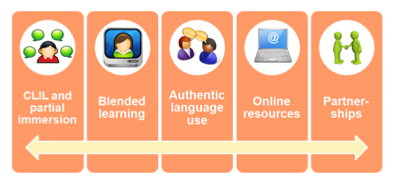 CLIL and
partial
immersion
Blended
learning
Authentic
language
use
@
Online
resources
Partner-
ships